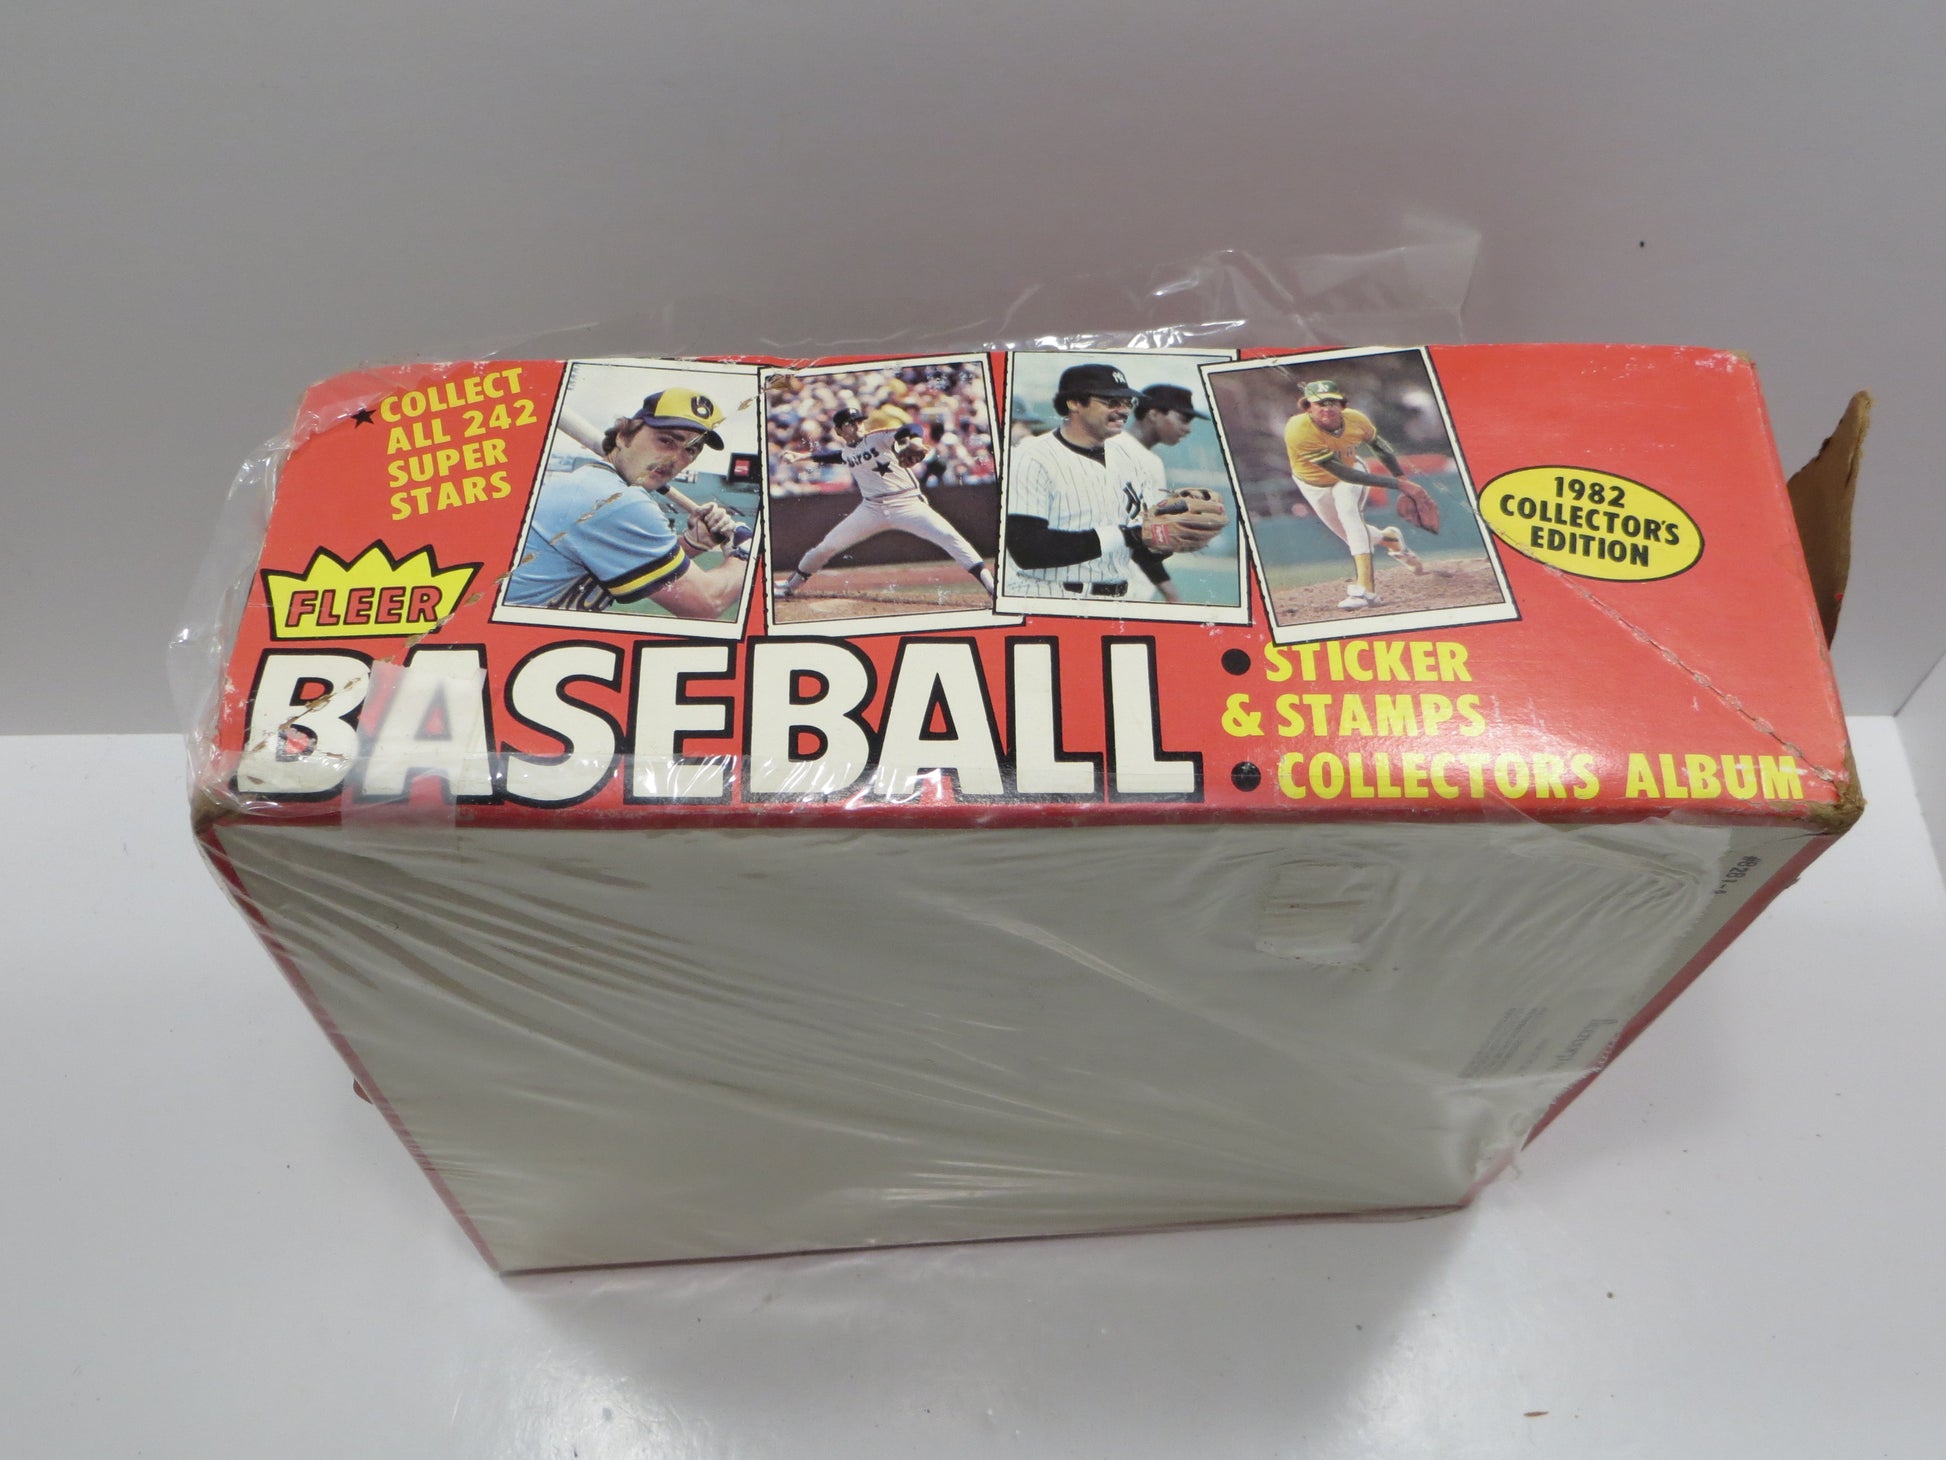 ★COLLECT
ALL 242
SUPER
STARS
FLEER
BASEBALL
1982
COLLECTOR'S
EDITION
• STICKER
& STAMPS
• COLLECTORS ALBUM